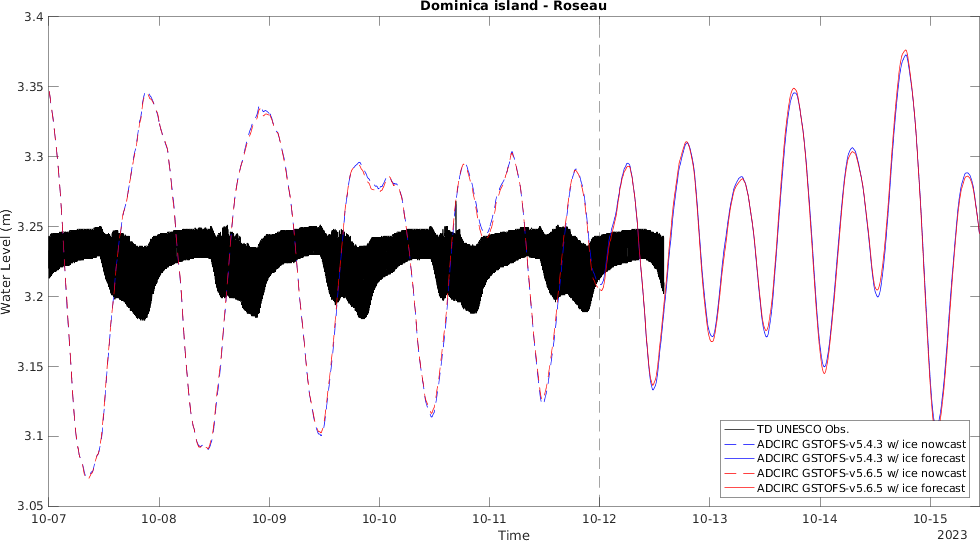 Dominica island - Roseau
3.4
3.35
3.3
3.25
3.2
3.15
3.1
3.05
Water Level (m)
10-07 10-08 10-09 10-10 10-11 10-12 10-13 10-14 10-15
Time
2023
TD UNESCO Obs.
ADCIRC GSTOFS-v5.4.3 w/ ice nowcast
ADCIRC GSTOFS-v5.4.3 w/ ice forecast
ADCIRC GSTOFS-v5.6.5 w/ ice nowcast
ADCIRC GSTOFS-v5.6.5 w/ ice forecast